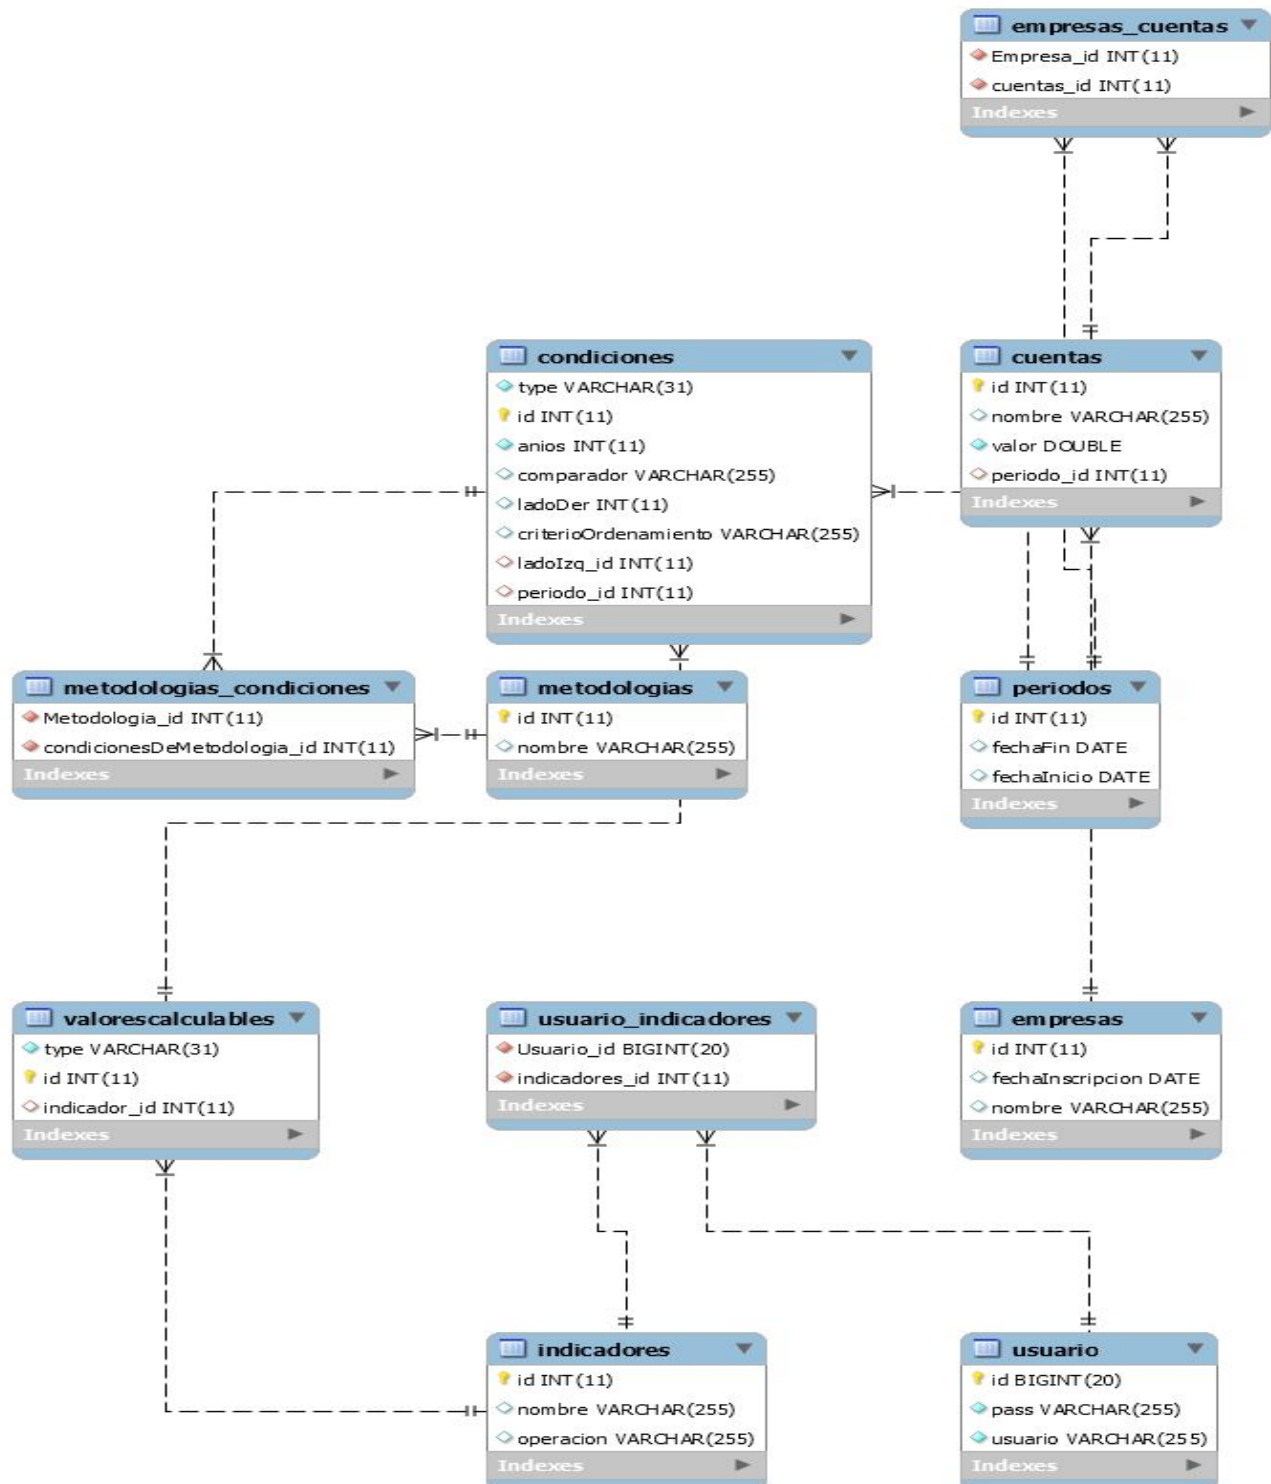 empresas_cuentas
Empresa_id INT(11)
cuentas_id INT(11)
Indexes
condiciones
type VARCHAR(31)
id INT(11)
anios INT(11)
comparador VARCHAR(255)
ladoDer INT(11)
criterioOrdenamiento VARCHAR(255)
ladoIzq_id INT(11)
periodo_id INT(11)
Indexes
cuentas
id INT(11)
nombre VARCHAR(255)
valor DOUBLE
periodo_id INT(11)
Indexes
metodologias_condiciones
Metodologia_id INT(11)
condicionesDeMetodologia_id INT(11)
Indexes
metodologias
id INT(11)
nombre VARCHAR(255)
Indexes
periodos
id INT(11)
fechaFin DATE
fechaInicio DATE
Indexes
valorescalculables
type VARCHAR(31)
id INT(11)
indicador_id INT(11)
Indexes
usuario_indicadores
Usuario_id BIGINT(20)
indicadores_id INT(11)
Indexes
empresas
id INT(11)
fechaInscripcion DATE
nombre VARCHAR(255)
Indexes
indicadores
id INT(11)
nombre VARCHAR(255)
operacion VARCHAR(255)
Indexes
usuario
id BIGINT(20)
pass VARCHAR(255)
usuario VARCHAR(255)
Indexes